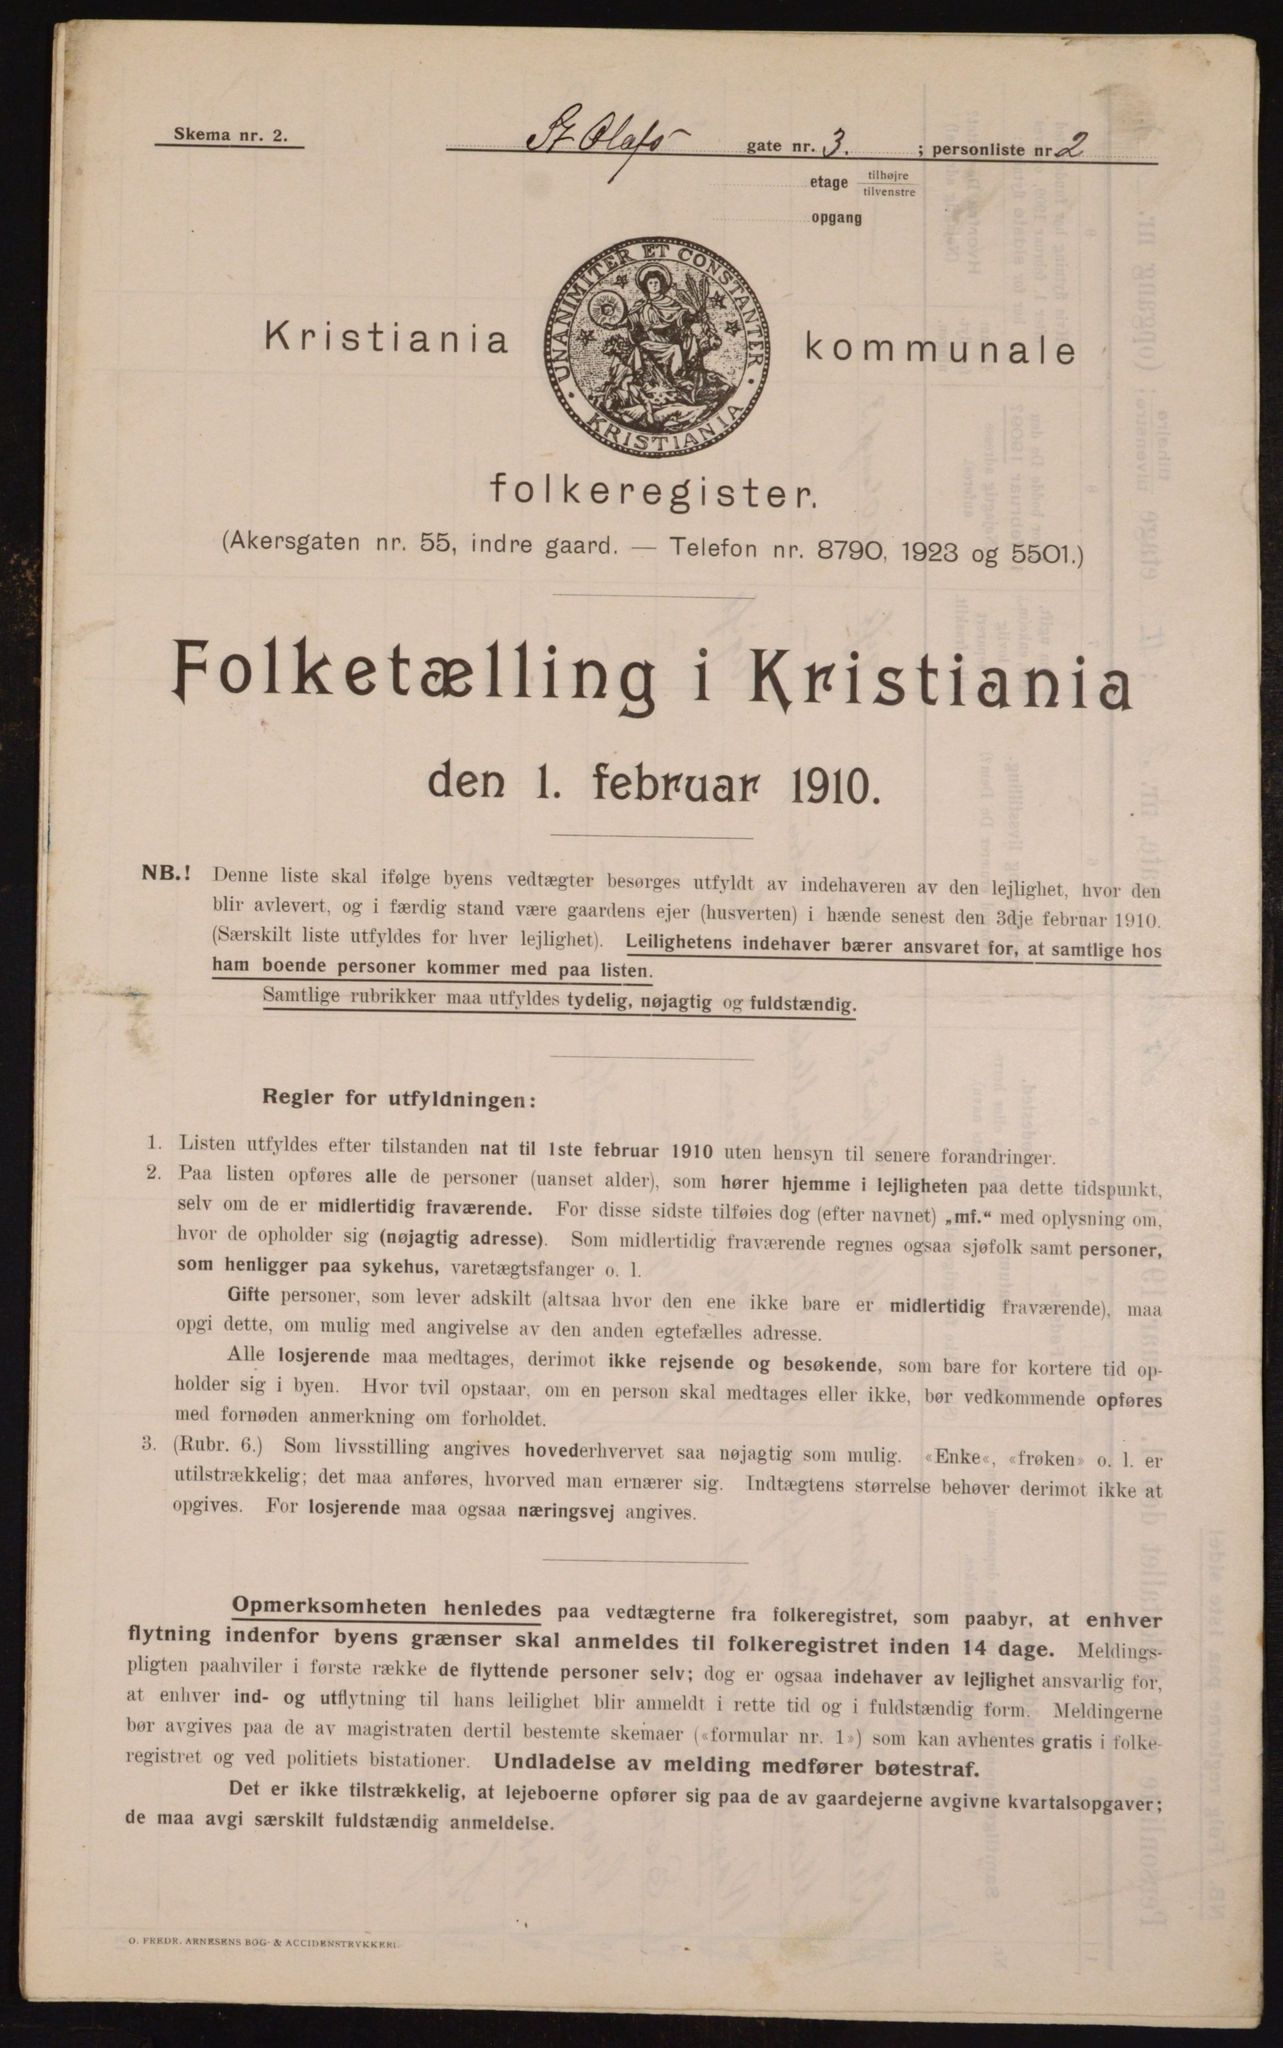 Skema nr. 2.
St Olafs gate nr. 3. ; personliste nr 2
etage tilhøjre
tilvenstre
opgang
UNANIMITER ET CONSTANTER
KRISTIANIA
Kristiania kommunale
folkeregister.
(Akersgaten nr. 55, indre gaard. — Telefon nr. 8790, 1923 og 5501.)
Folketælling i Kristiania
den 1. februar 1910.
NB.! Denne liste skal ifølge byens vedtægter besørges utfyldt av indehaveren av den lejlighet, hvor den
blir avlevert, og i færdig stand være gaardens ejer (husverten) i hænde senest den 3dje februar 1910.
(Særskilt liste utfyldes for hver lejlighet). Leilighetens indehaver bærer ansvaret for, at samtlige hos
ham boende personer kommer med paa listen.
Samtlige rubrikker maa utfyldes tydelig, nøjagtig og fuldstændig.
Regler for utfyldningen:
1. Listen utfyldes efter tilstanden nat til 1ste februar 1910 uten hensyn til senere forandringer.
2. Paa listen opføres alle de personer (uanset alder), som hører hjemme i lejligheten paa dette tidspunkt,
selv om de er midlertidig fraværende. For disse sidste tilføies dog (efter navnet) „mf.“ med oplysning om,
hvor de opholder sig (nøjagtig adresse). Som midlertidig fraværende regnes ogsaa sjøfolk samt personer,
som henligger paa sykehus, varetægtsfanger o. l.
Gifte personer, som lever adskilt (altsaa hvor den ene ikke bare er midlertidig fraværende), maa
opgi dette, om mulig med angivelse av den anden egtefælles adresse.
Alle losjerende maa medtages, derimot ikke rejsende og besøkende, som bare for kortere tid op-
holder sig i byen. Hvor tvil opstaar, om en person skal medtages eller ikke, bør vedkommende opføres
med fornøden anmerkning om forholdet.
3. (Rubr. 6.) Som livsstilling angives hovederhvervet saa nøjagtig som mulig. «Enke«, «frøken» o. l. er
utilstrækkelig; det maa anføres, hvorved man ernærer sig. Indtægtens størrelse behøver derimot ikke at
opgives. For losjerende maa ogsaa næringsvej angives.
Opmerksomheten henledes paa vedtægterne fra folkeregistret, som paabyr, at enhver
flytning indenfor byens grænser skal anmeldes til folkeregistret inden 14 dage. Meldings-
pligten paahviler i første række de flyttende personer selv; dog er ogsaa indehaver av lejlighet ansvarlig for,
at enhver ind- og utflytning til hans leilighet blir anmeldt i rette tid og i fuldstændig form. Meldingerne
bør avgives paa de av magistraten dertil bestemte skemaer («formular nr. 1») som kan avhentes gratis i folke-
registret og ved politiets bistationer. Undladelse av melding medfører bøtestraf.
Det er ikke tilstrækkelig, at lejeboerne opfører sig paa de av gaardejerne avgivne kvartalsopgaver;
de maa avgi særskilt fuldstændig anmeldelse.
O. FREDR. ARNESENS BOG- & ACCIDENSTRYKKERI.